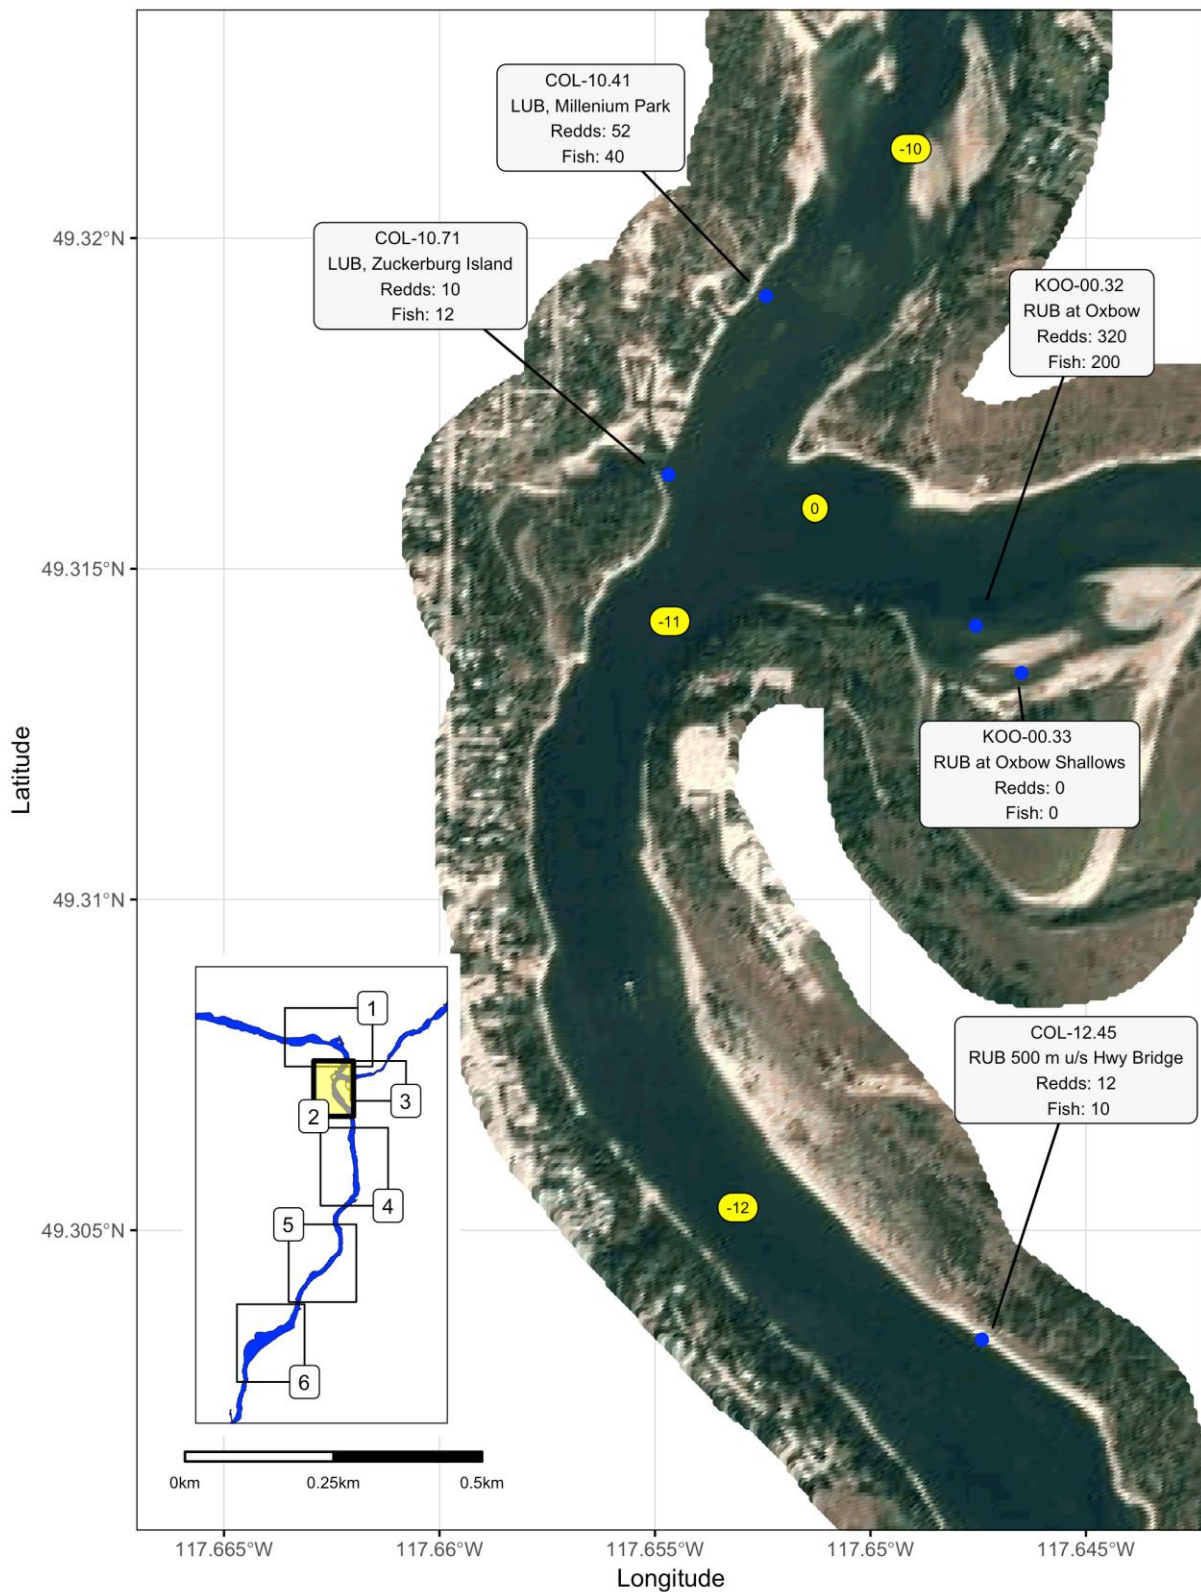 COL-10.41
LUB, Millenium Park
Redds: 52
Fish: 40
-10
COL-10.71
LUB, Zuckerburg Island
Redds: 10
Fish: 12
49.32°N
KOO-00.32
RUB at Oxbow
Redds: 320
Fish: 200
0
49.315°N
-11
KOO-00.33
RUB at Oxbow Shallows
Redds: 0
Fish: 0
Latitude
49.31°N
COL-12.45
RUB 500 m u/s Hwy Bridge
Redds: 12
Fish: 10
1
3
2
4
5
6
-12
49.305°N
0km
0.25km
0.5km
117.665°W
117.66°W
117.655°W
117.65°W
117.645°W
Longitude